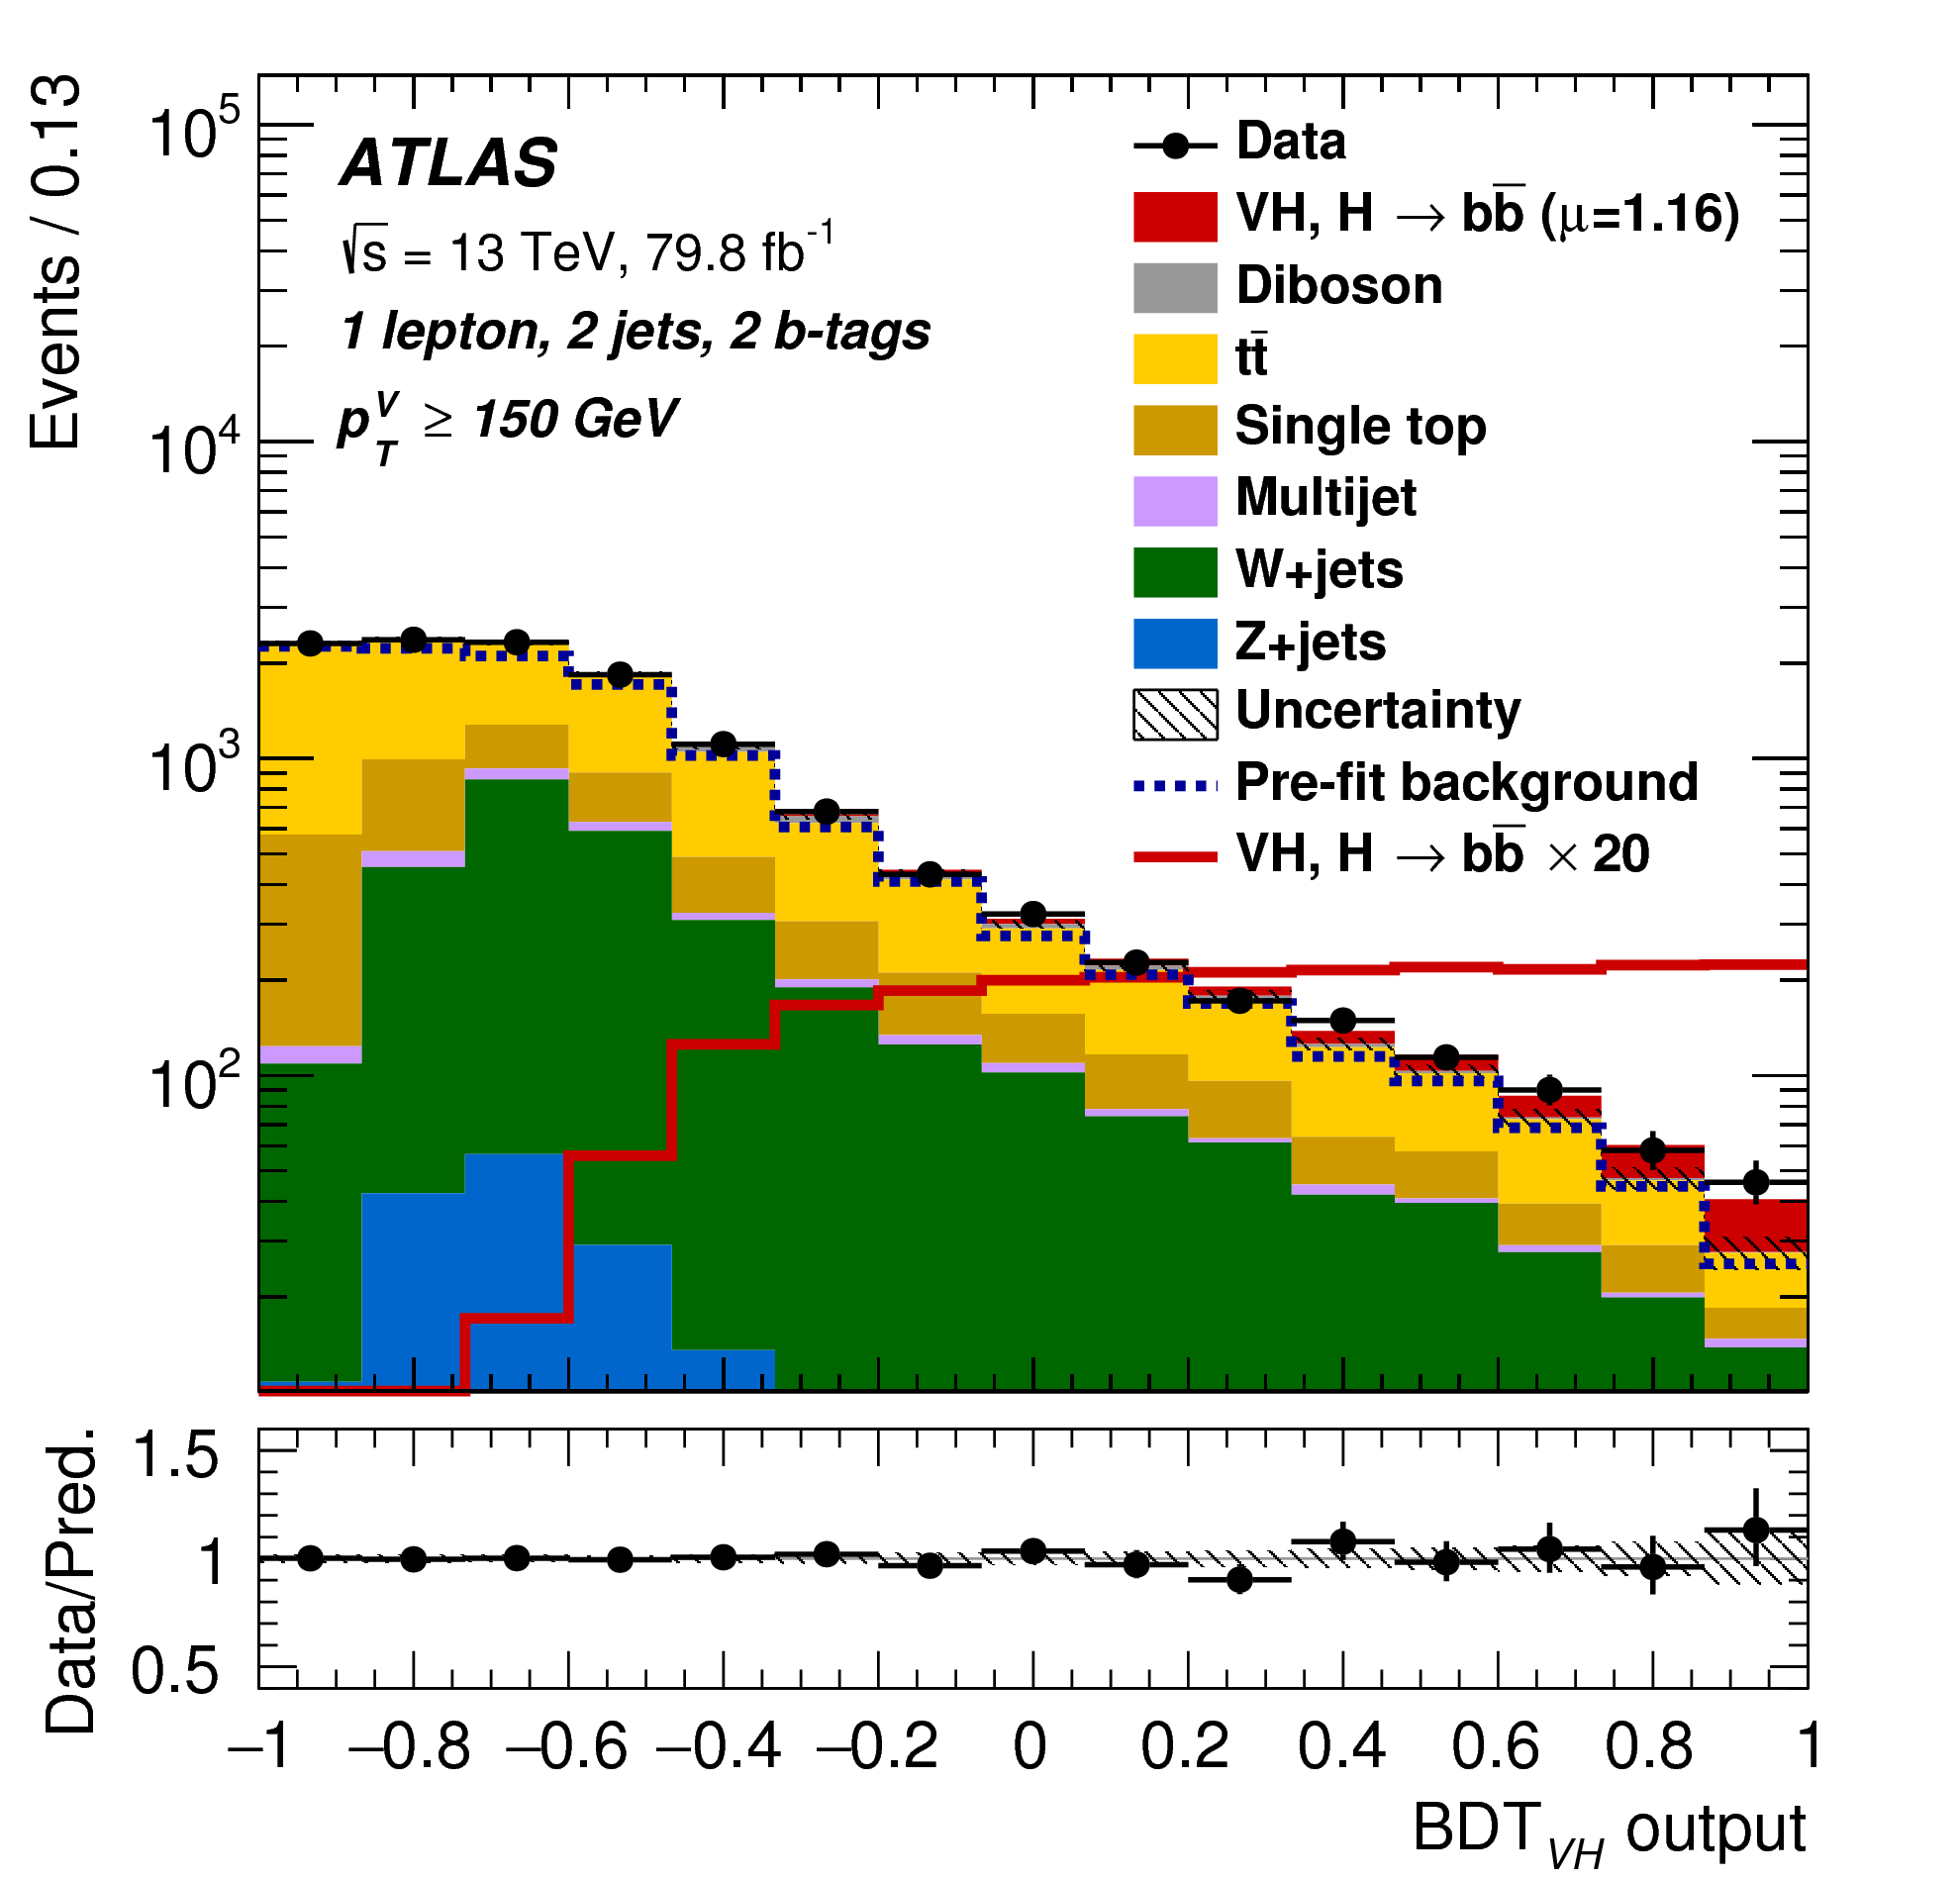 Events / 0.13
10⁵
10⁴
10³
10²
ATLAS
√s = 13 TeV, 79.8 fb⁻¹
1 lepton, 2 jets, 2 b-tags
p_T^V ≥ 150 GeV
Data
VH, H → bb̅ (μ=1.16)
Diboson
tt̅
Single top
Multijet
W+jets
Z+jets
Uncertainty
Pre-fit background
VH, H → bb̅ × 20
Data/Pred.
1.5
1
0.5
−1 −0.8 −0.6 −0.4 −0.2 0 0.2 0.4 0.6 0.8 1
BDT_VH output